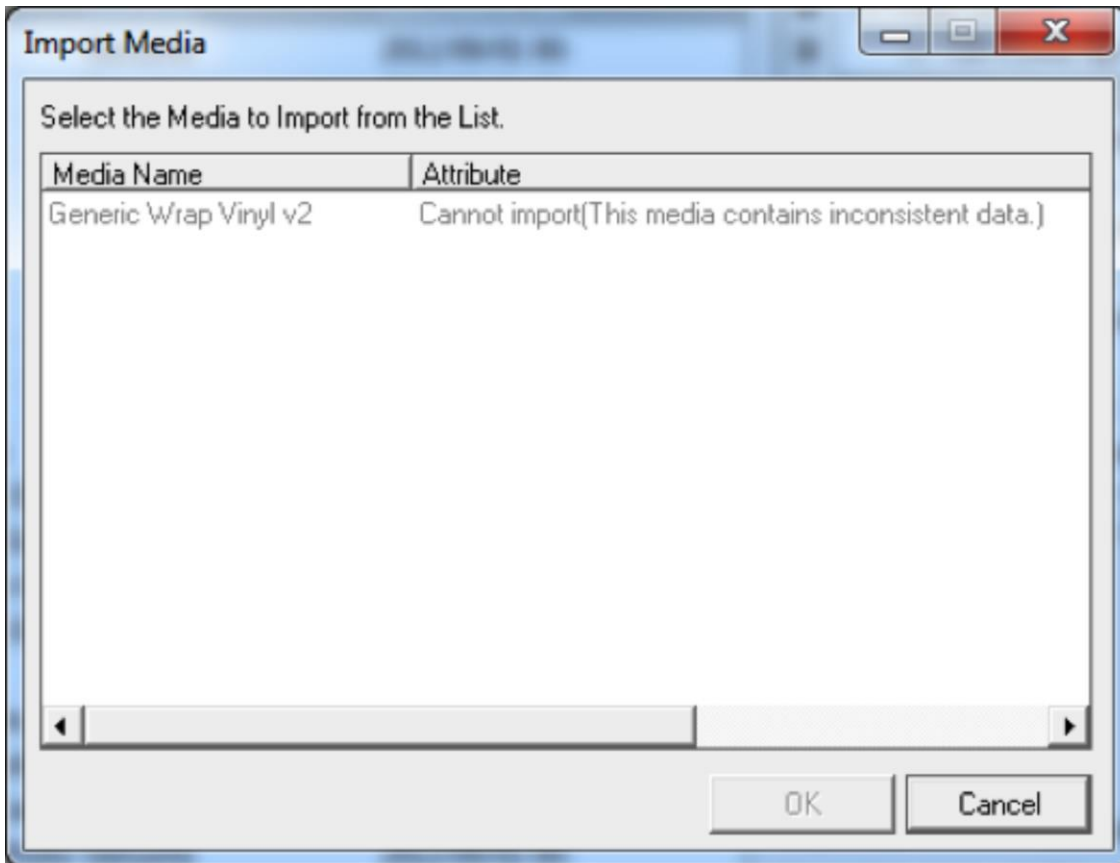 Import Media
Select the Media to Import from the List.
Media Name Attribute
Generic Wrap Vinyl v2 Cannot import(This media contains inconsistent data.)
OK Cancel